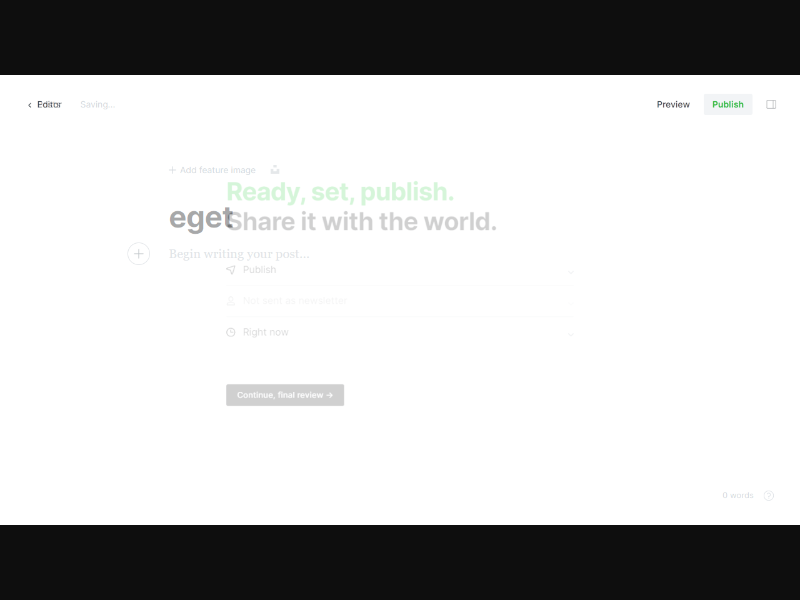 Editor
Saving...
Preview
Publish
Add feature image
Ready, set, publish.
eget
Share it with the world.
Begin writing your post...
Publish
Not sent as newsletter
Right now
Continue, final review →
0 words